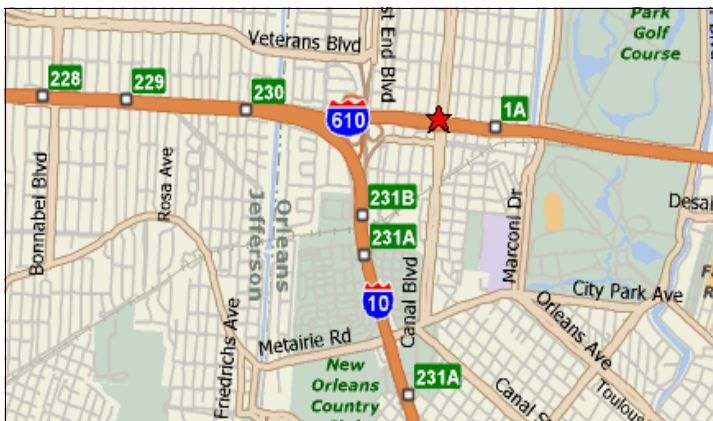 Park
Golf
Course
Veterans Blvd
st End Blvd
228
229
230
610
1A
Rosa Ave
Bonnabel Blvd
Jefferson
Orleans
231B
231A
Marconi Dr
Desai
10
Canal Blvd
City Park Ave
Metairie Rd
Friedrichs Ave
Orleans Ave
New
Orleans
Country
231A
Canal S
Toulous